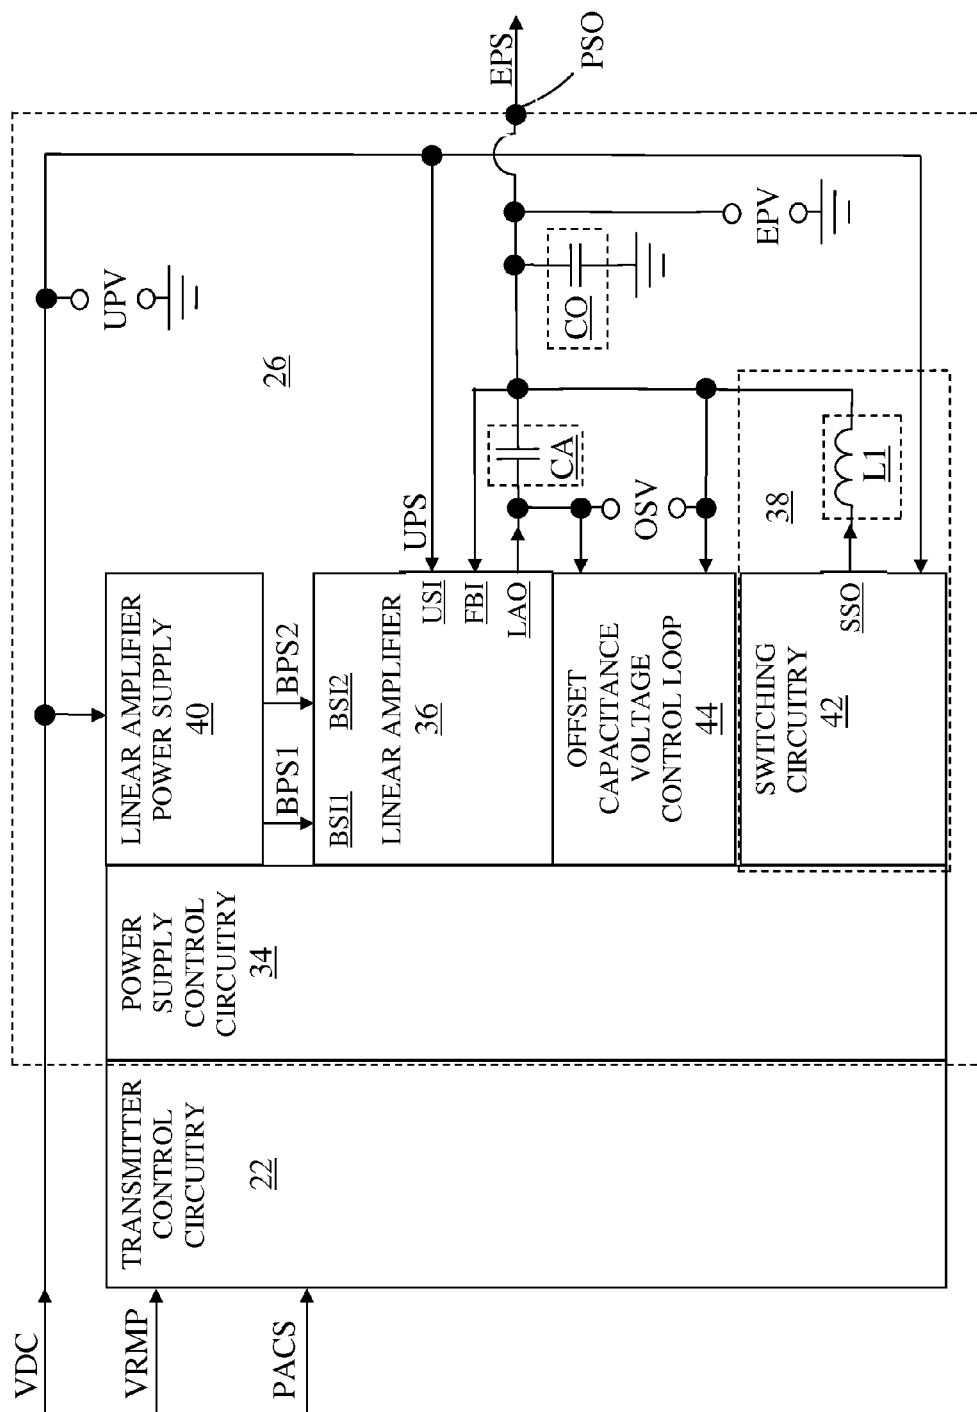 VDC
VRMP
PACS
TRANSMITTER
CONTROL
CIRCUITRY
22
POWER
SUPPLY
CONTROL
CIRCUITRY
34
LINEAR AMPLIFIER
POWER SUPPLY
40
BPS1
BPS2
BSI1
BSI2
LINEAR AMPLIFIER
36
USI
FBI
LAO
OFFSET
CAPACITANCE
VOLTAGE
CONTROL LOOP
44
SWITCHING
CIRCUITRY
42
SSO
UPS
CA
OSV
38
L1
26
UPV
CO
EPV
EPS
PSO